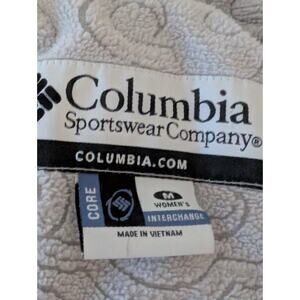 Columbia
Sportswear Company®
COLUMBIA.COM
CORE
M
WOMEN'S
INTERCHANGE
MADE IN VIETNAM